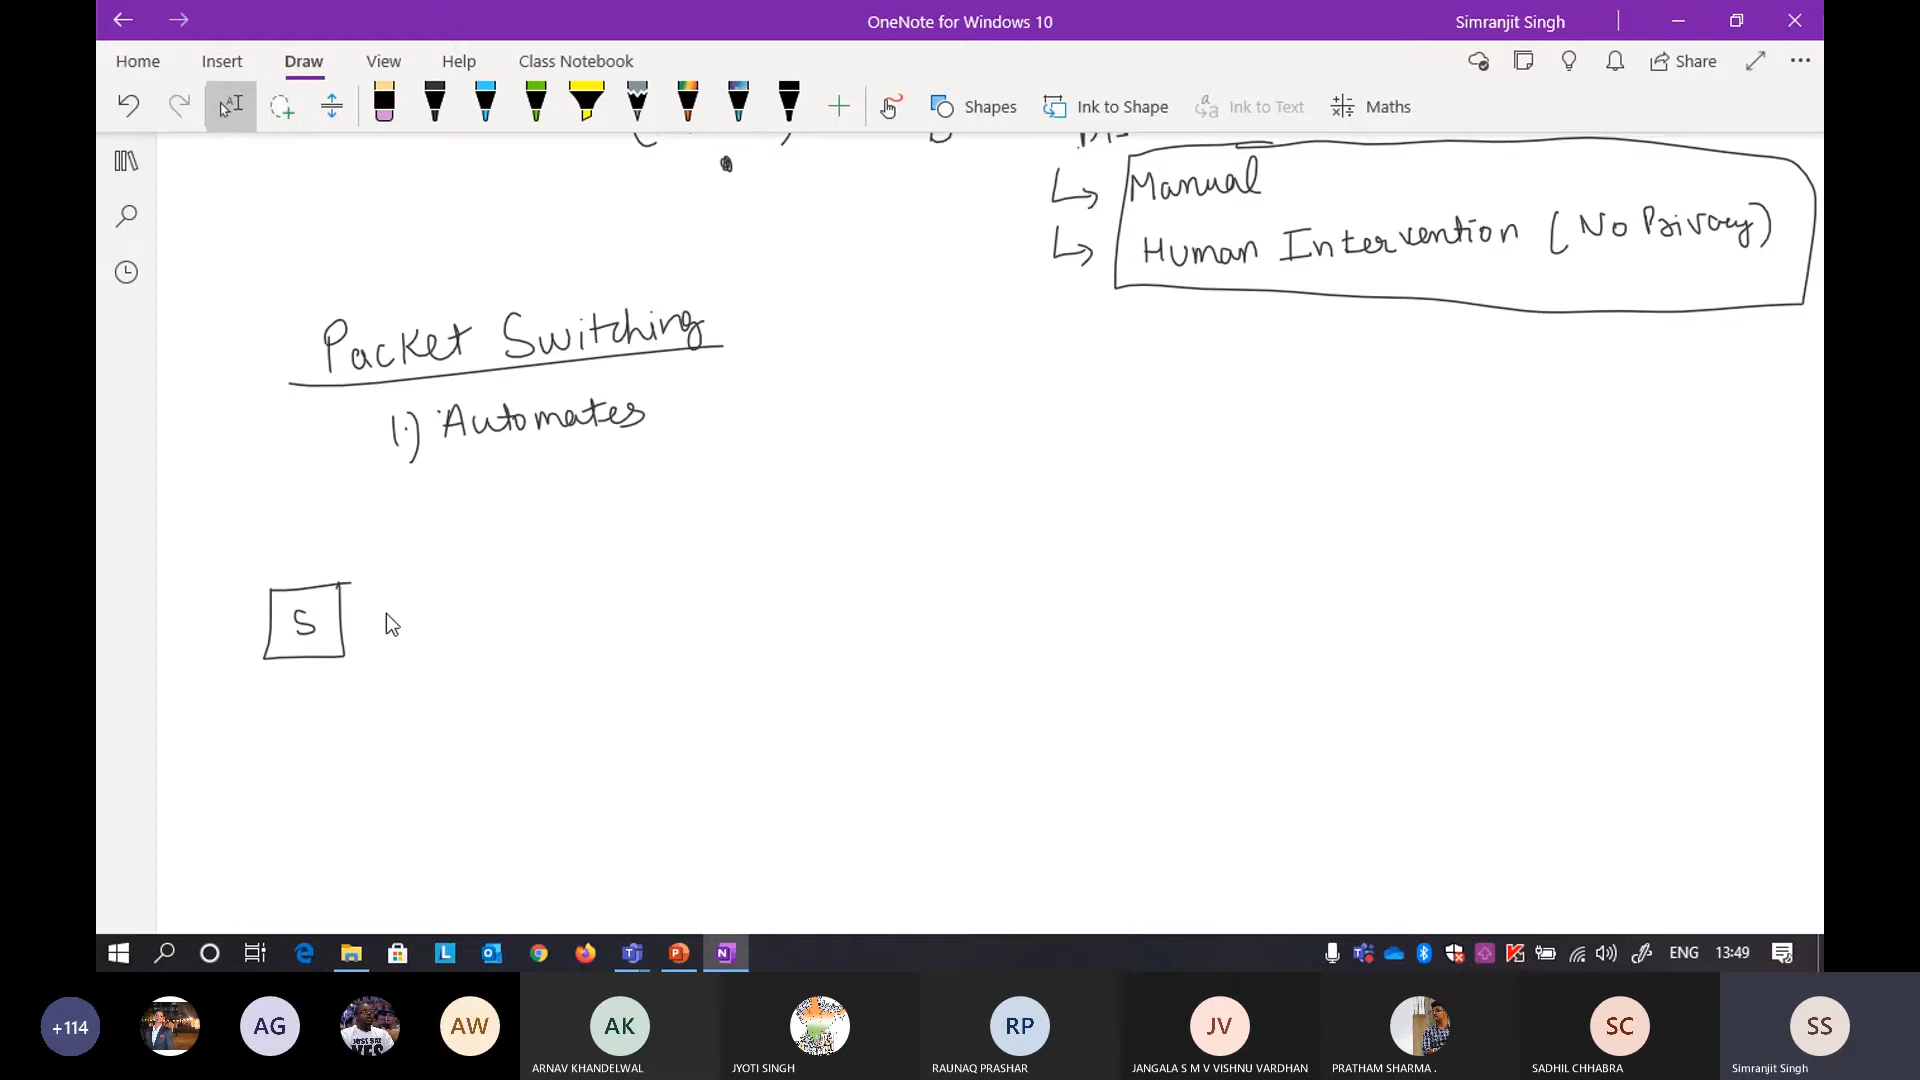 OneNote for Windows 10
Simranjit Singh
Home Insert Draw View Help Class Notebook
Share
Shapes Ink to Shape Ink to Text Maths
Manual
Human Intervention (No Privacy)
Packet Switching
1.) Automates
S
ENG 13:49
+114 AG AW AK RP JV SC SS
ARNAV KHANDELWAL JYOTI SINGH RAUNAQ PRASHAR JANGALA S M V VISHNU VARDHAN PRATHAM SHARMA . SADHIL CHHABRA Simranjit Singh